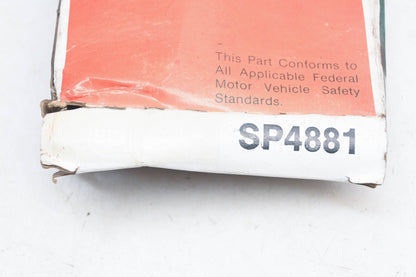 This Part Conforms to
All Applicable Federal
Motor Vehicle Safety
Standards.
SP4881